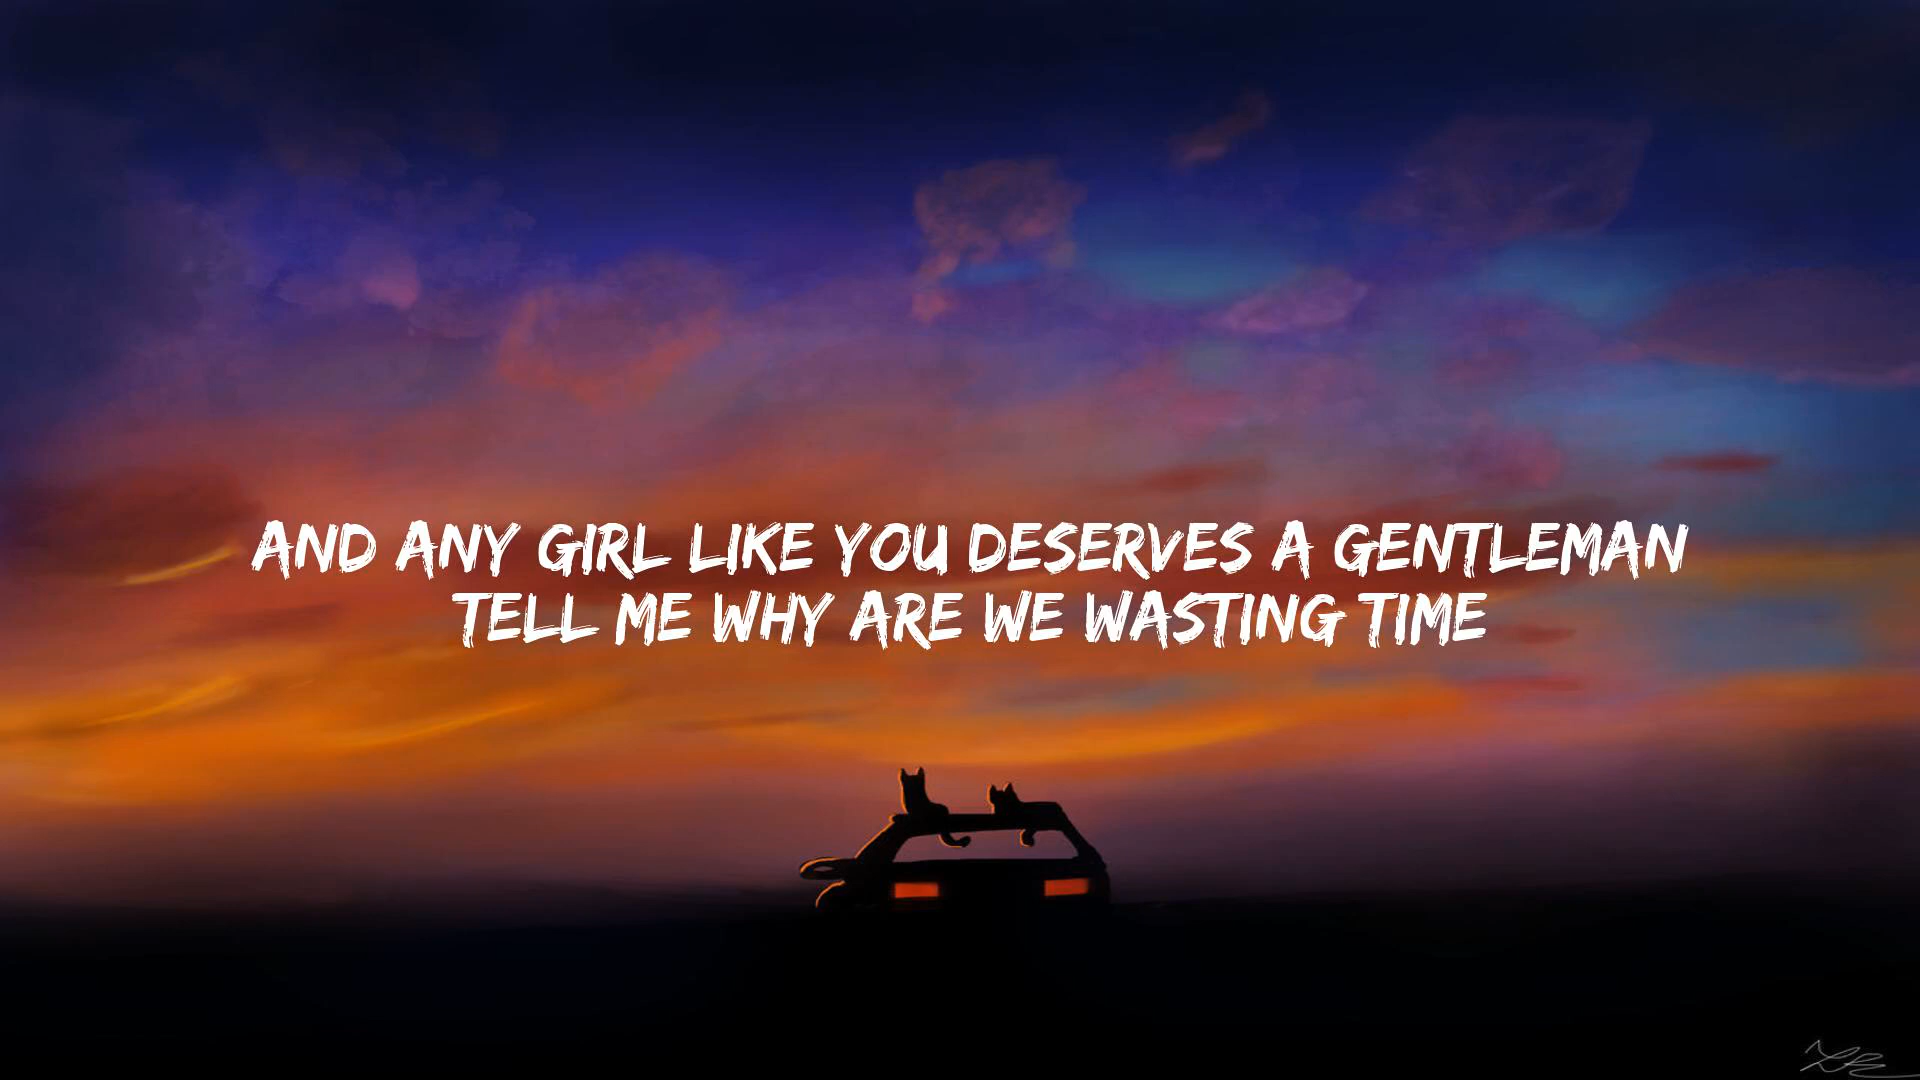 AND ANY GIRL LIKE YOU DESERVES A GENTLEMAN
TELL ME WHY ARE WE WASTING TIME